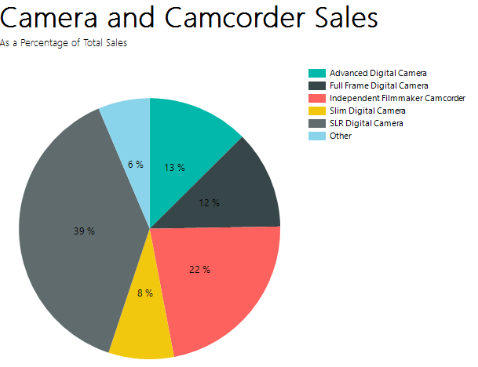 Camera and Camcorder Sales
As a Percentage of Total Sales
Advanced Digital Camera
Full Frame Digital Camera
Independent Filmmaker Camcorder
Slim Digital Camera
SLR Digital Camera
Other
6 %
13 %
12 %
39 %
22 %
8 %